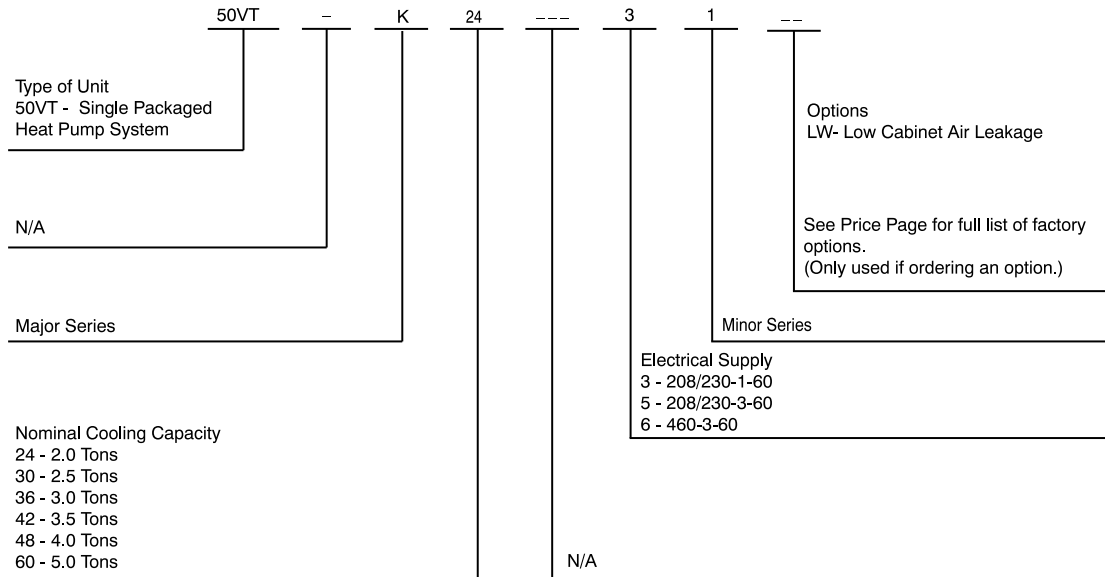 50VT – K 24 – – – 3 1 – –
Type of Unit
50VT - Single Packaged
Heat Pump System
Options
LW- Low Cabinet Air Leakage
N/A
See Price Page for full list of factory
options.
(Only used if ordering an option.)
Major Series
Minor Series
Electrical Supply
3 - 208/230-1-60
5 - 208/230-3-60
6 - 460-3-60
Nominal Cooling Capacity
24 - 2.0 Tons
30 - 2.5 Tons
36 - 3.0 Tons
42 - 3.5 Tons
48 - 4.0 Tons
60 - 5.0 Tons
N/A